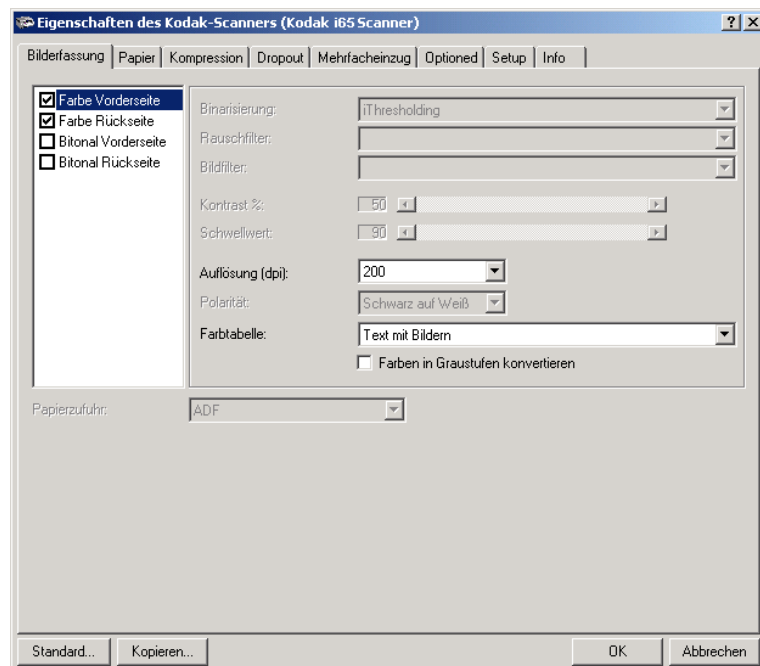 Eigenschaften des Kodak-Scanners (Kodak i65 Scanner)
Bilderfassung Papier Kompression Dropout Mehrfacheinzug Optioned Setup Info
Farbe Vorderseite
Farbe Rückseite
Bitonal Vorderseite
Bitonal Rückseite
Binarisierung: iThresholding
Rauschfilter:
Bildfilter:
Kontrast %: 50
Schwellwert: 90
Auflösung (dpi): 200
Polarität: Schwarz auf Weiß
Farbtabelle: Text mit Bildern
Farben in Graustufen konvertieren
Papierzufuhr: ADF
Standard... Kopieren... OK Abbrechen